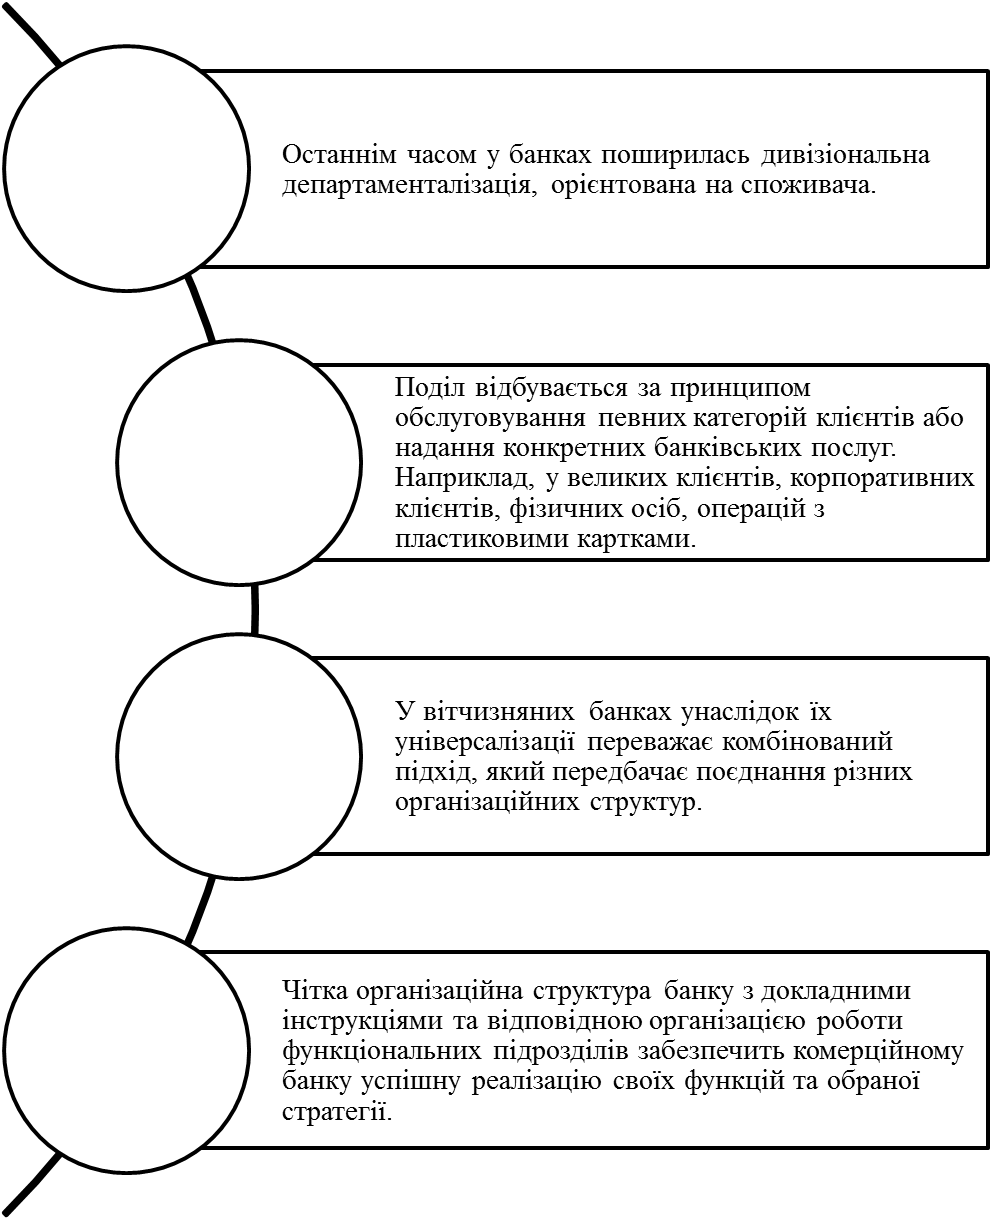 Останнім часом у банках поширилась дивізіональна
департаменталізація, орієнтована на споживача.
Поділ відбувається за принципом
обслуговування певних категорій клієнтів або
надання конкретних банківських послуг.
Наприклад, у великих клієнтів, корпоративних
клієнтів, фізичних осіб, операцій з
пластиковими картками.
У вітчизняних банках унаслідок їх
універсалізації переважає комбінований
підхід, який передбачає поєднання різних
організаційних структур.
Чітка організаційна структура банку з докладними
інструкціями та відповідною організацією роботи
функціональних підрозділів забезпечить комерційному
банку успішну реалізацію своїх функцій та обраної
стратегії.